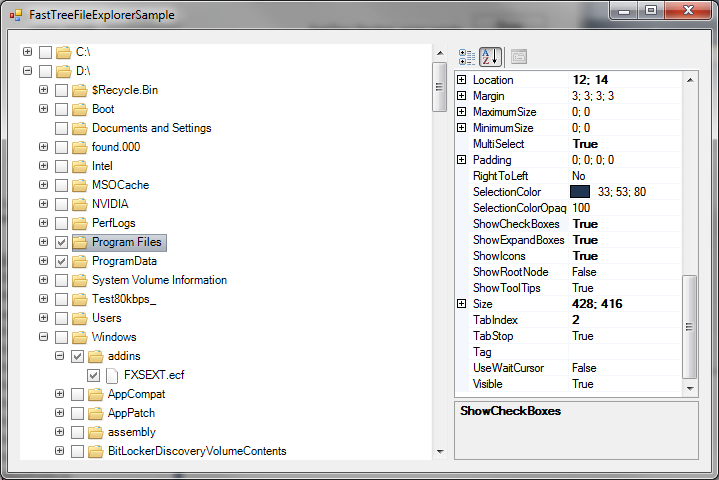 FastTreeFileExplorerSample
C:\
D:\
$Recycle.Bin
Boot
Documents and Settings
found.000
Intel
MSOCache
NVIDIA
PerfLogs
Program Files
ProgramData
System Volume Information
Test80kbps_
Users
Windows
addins
FXSEXT.ecf
AppCompat
AppPatch
assembly
BitLockerDiscoveryVolumeContents
Location 12; 14
Margin 3; 3; 3; 3
MaximumSize 0; 0
MinimumSize 0; 0
MultiSelect True
Padding 0; 0; 0; 0
RightToLeft No
SelectionColor 33; 53; 80
SelectionColorOpaq 100
ShowCheckBoxes True
ShowExpandBoxes True
ShowIcons True
ShowRootNode False
ShowToolTips True
Size 428; 416
TabIndex 2
TabStop True
Tag
UseWaitCursor False
Visible True
ShowCheckBoxes